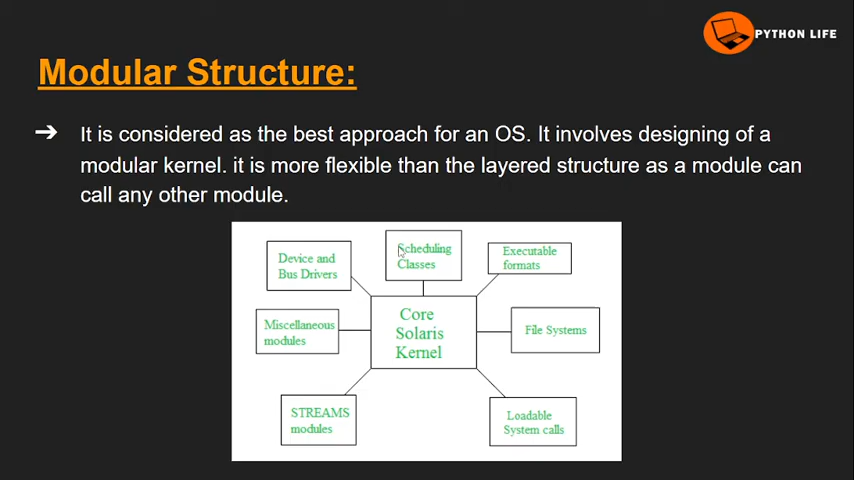 PYTHON LIFE
Modular Structure:
➔ It is considered as the best approach for an OS. It involves designing of a
modular kernel. it is more flexible than the layered structure as a module can
call any other module.
Device and
Bus Drivers
Scheduling
Classes
Executable
formats
Miscellaneous
modules
Core
Solaris
Kernel
File Systems
STREAMS
modules
Loadable
System calls